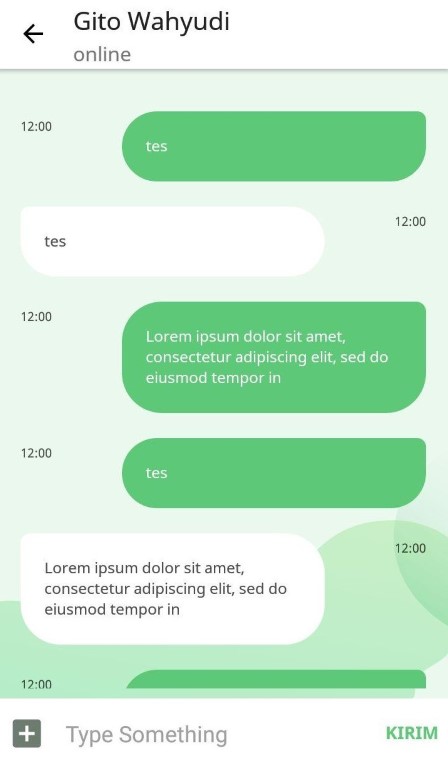 Gito Wahyudi
online
12:00
tes
tes
12:00
12:00
Lorem ipsum dolor sit amet,
consectetur adipiscing elit, sed do
eiusmod tempor in
12:00
tes
12:00
Lorem ipsum dolor sit amet,
consectetur adipiscing elit, sed do
eiusmod tempor in
12:00
Type Something
KIRIM